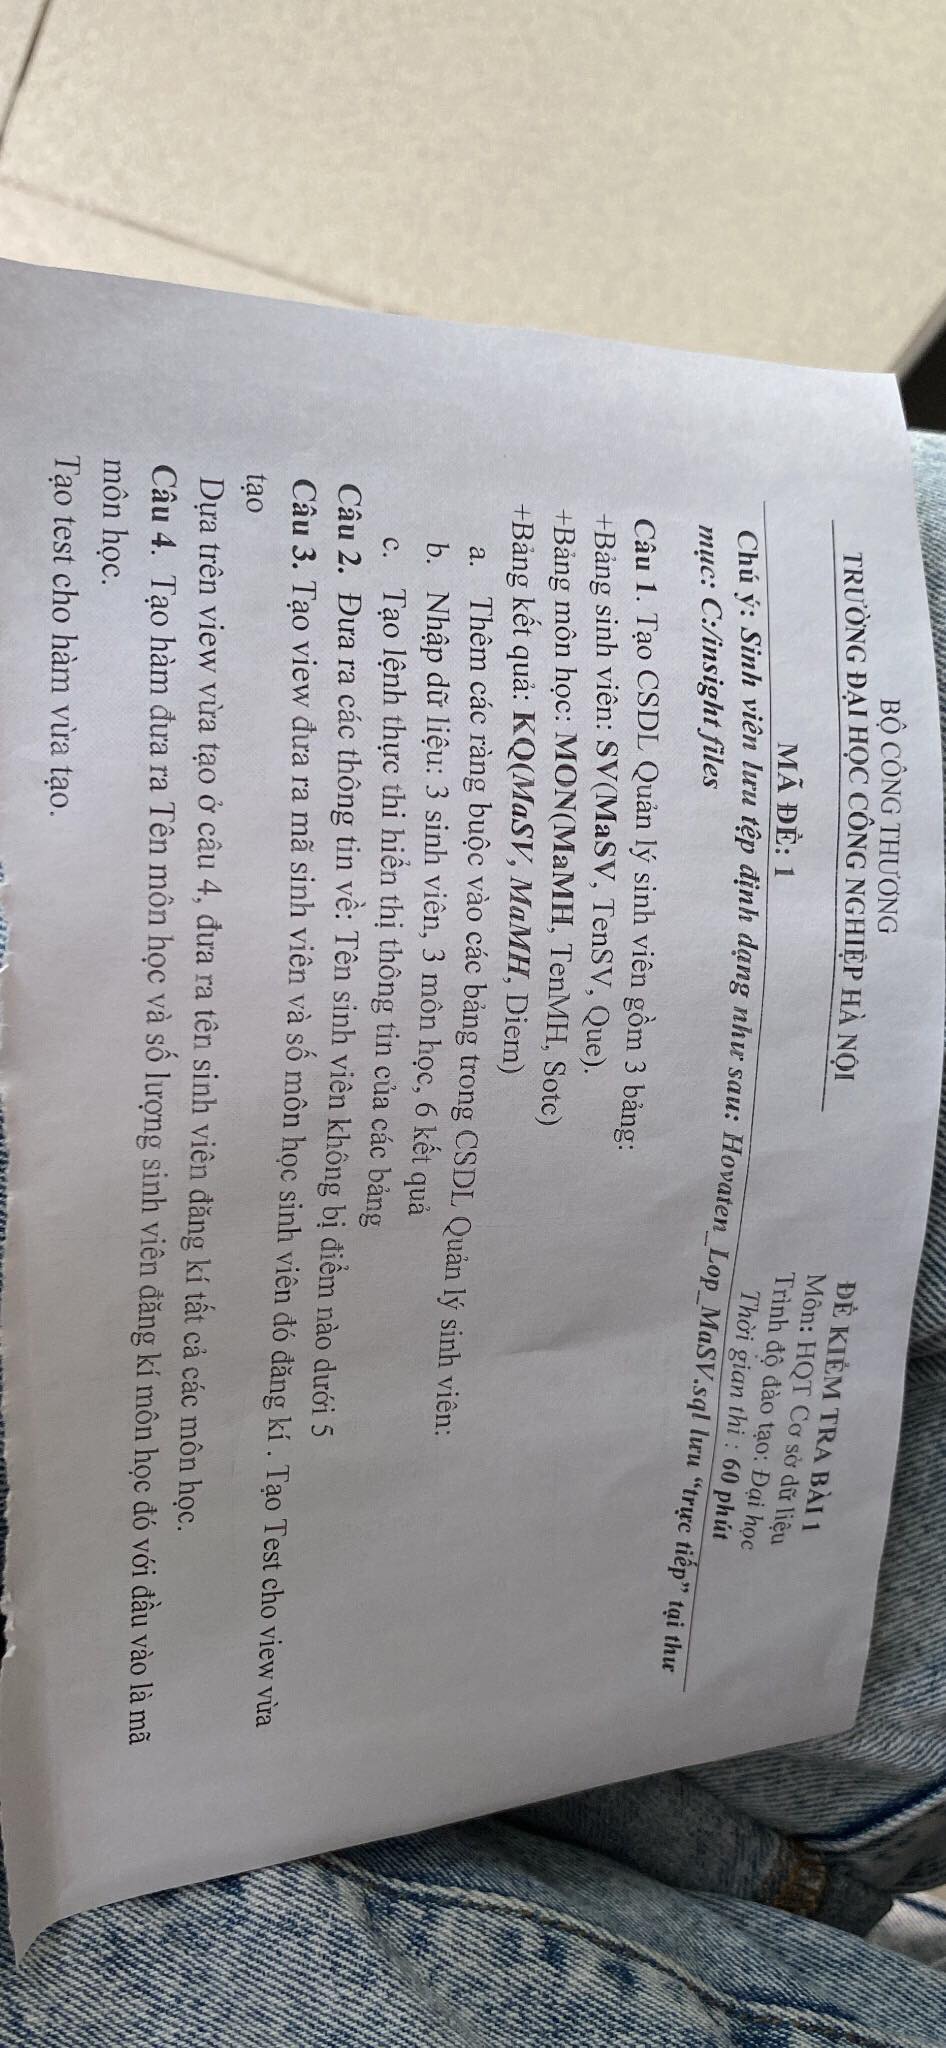 BỘ CÔNG THƯƠNG
TRƯỜNG ĐẠI HỌC CÔNG NGHIỆP HÀ NỘI
MÃ ĐỀ: 1
ĐỀ KIỂM TRA BÀI 1
Môn: HQT Cơ sở dữ liệu
Trình độ đào tạo: Đại học
Thời gian thi : 60 phút
Chú ý: Sinh viên lưu tệp định dạng như sau: Hovaten_Lop_MaSV.sql lưu “trực tiếp” tại thư
mục: C:/insight files
Câu 1. Tạo CSDL Quản lý sinh viên gồm 3 bảng:
+Bảng sinh viên: SV(MaSV, TenSV, Que).
+Bảng môn học: MON(MaMH, TenMH, Sotc)
+Bảng kết quả: KQ(MaSV, MaMH, Diem)
a. Thêm các ràng buộc vào các bảng trong CSDL Quản lý sinh viên:
b. Nhập dữ liệu: 3 sinh viên, 3 môn học, 6 kết quả
c. Tạo lệnh thực thi hiển thị thông tin của các bảng
Câu 2. Đưa ra các thông tin về: Tên sinh viên không bị điểm nào dưới 5
Câu 3. Tạo view đưa ra mã sinh viên và số môn học sinh viên đó đăng kí . Tạo Test cho view vừa
tạo
Dựa trên view vừa tạo ở câu 4, đưa ra tên sinh viên đăng kí tất cả các môn học.
Câu 4. Tạo hàm đưa ra Tên môn học và số lượng sinh viên đăng kí môn học đó với đầu vào là mã
môn học.
Tạo test cho hàm vừa tạo.